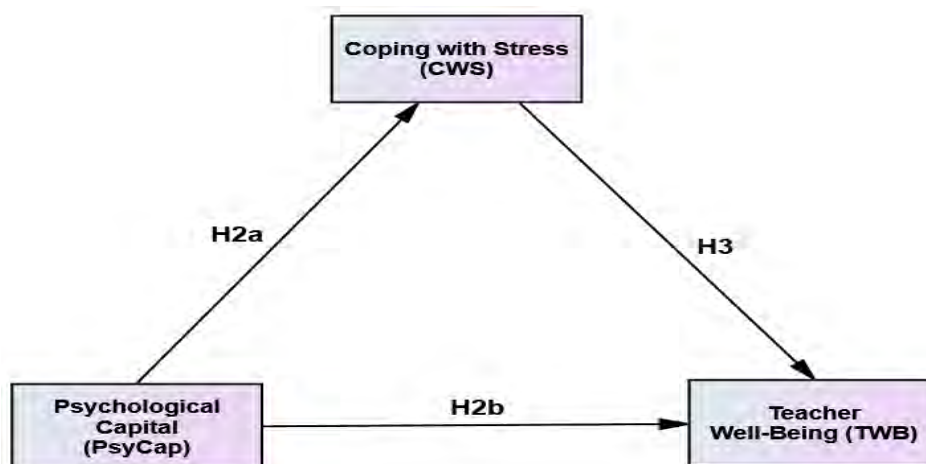 Coping with Stress
(CWS)
H2a
H3
H2b
Psychological
Capital
(PsyCap)
Teacher
Well-Being (TWB)